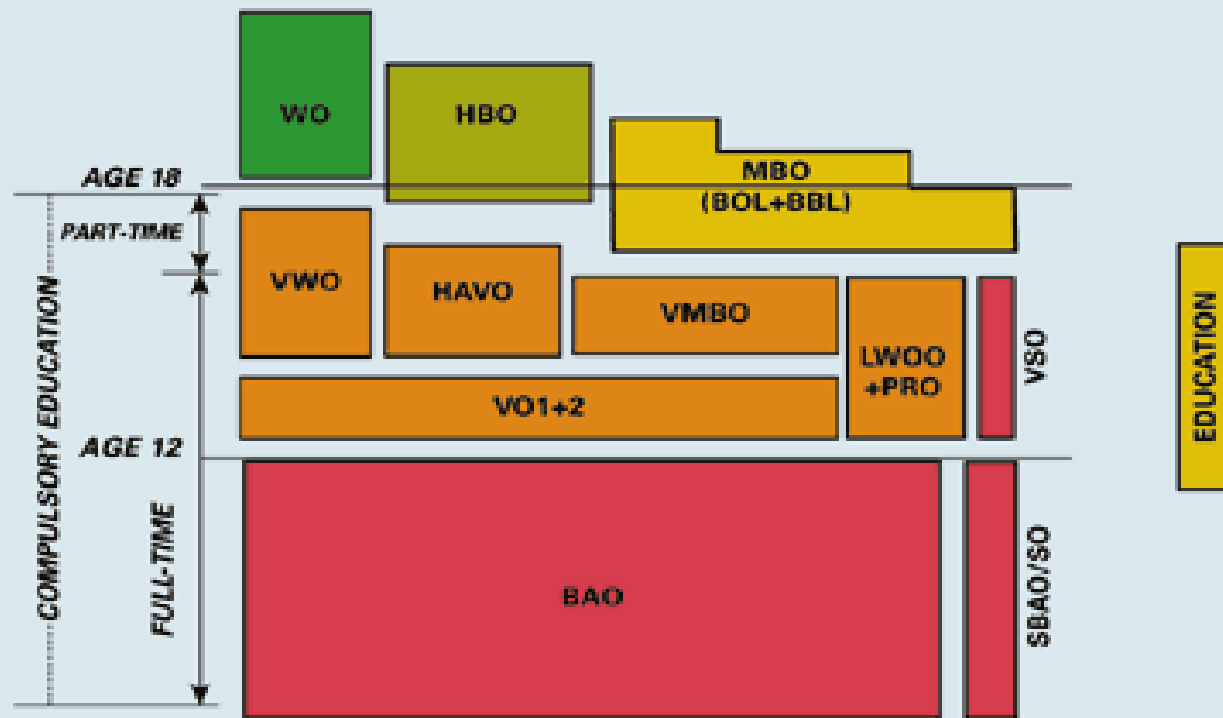 WO
HBO
MBO
(BOL+BBL)
AGE 18
PART-TIME
VWO
HAVO
VMBO
LWOO
+PRO
VSO
VO1+2
AGE 12
COMPULSORY EDUCATION
FULL-TIME
BAO
SBAO/SO
EDUCATION